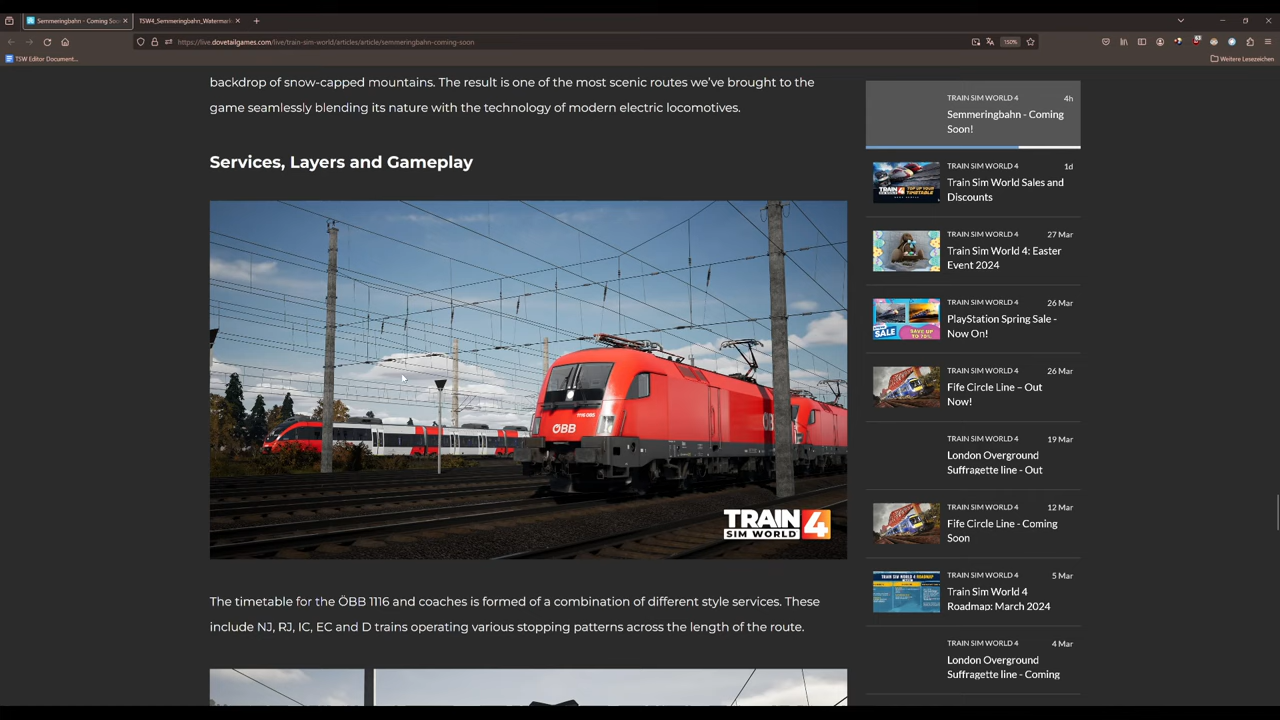 Semmeringbahn - Coming Soo
TSW4_Semmeringbahn_Watermark
https://live.dovetailgames.com/live/train-sim-world/articles/article/semmeringbahn-coming-soon
150%
TSW Editor Document...
Weitere Lesezeichen
backdrop of snow-capped mountains. The result is one of the most scenic routes we've brought to the
game seamlessly blending its nature with the technology of modern electric locomotives.
Services, Layers and Gameplay
1116 085
ÖBB
TRAIN
SIM WORLD 4
The timetable for the ÖBB 1116 and coaches is formed of a combination of different style services. These
include NJ, RJ, IC, EC and D trains operating various stopping patterns across the length of the route.
TRAIN SIM WORLD 4 4h
Semmeringbahn - Coming
Soon!
TRAIN SIM WORLD 4 1d
Train Sim World Sales and
Discounts
TRAIN SIM WORLD 4 27 Mar
Train Sim World 4: Easter
Event 2024
TRAIN SIM WORLD 4 26 Mar
PlayStation Spring Sale -
Now On!
TRAIN SIM WORLD 4 26 Mar
Fife Circle Line – Out
Now!
TRAIN SIM WORLD 4 19 Mar
London Overground
Suffragette line - Out
TRAIN SIM WORLD 4 12 Mar
Fife Circle Line - Coming
Soon
TRAIN SIM WORLD 4 5 Mar
Train Sim World 4
Roadmap: March 2024
TRAIN SIM WORLD 4 4 Mar
London Overground
Suffragette line - Coming